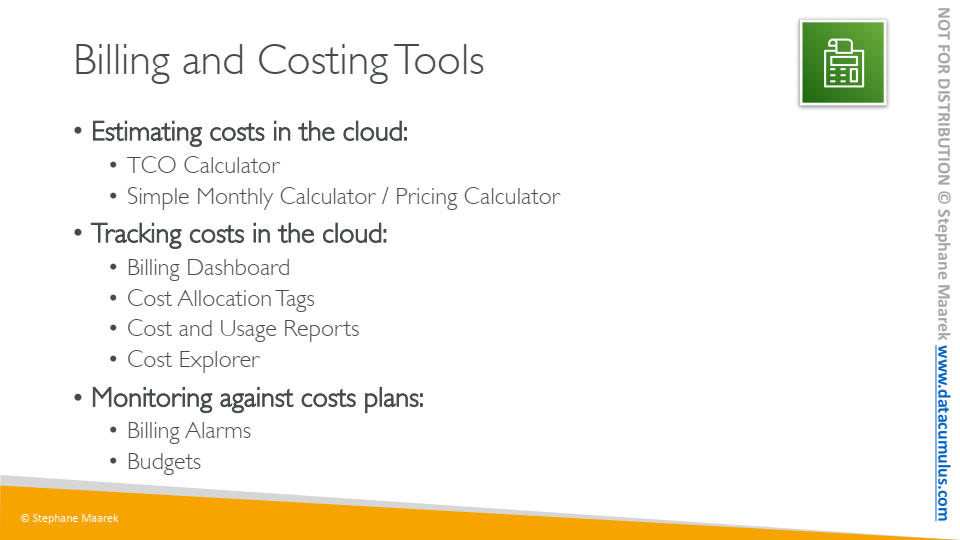 Billing and Costing Tools
• Estimating costs in the cloud:
• TCO Calculator
• Simple Monthly Calculator / Pricing Calculator
• Tracking costs in the cloud:
• Billing Dashboard
• Cost Allocation Tags
• Cost and Usage Reports
• Cost Explorer
• Monitoring against costs plans:
• Billing Alarms
• Budgets
© Stephane Maarek
NOT FOR DISTRIBUTION © Stephane Maarek www.datacumulus.com